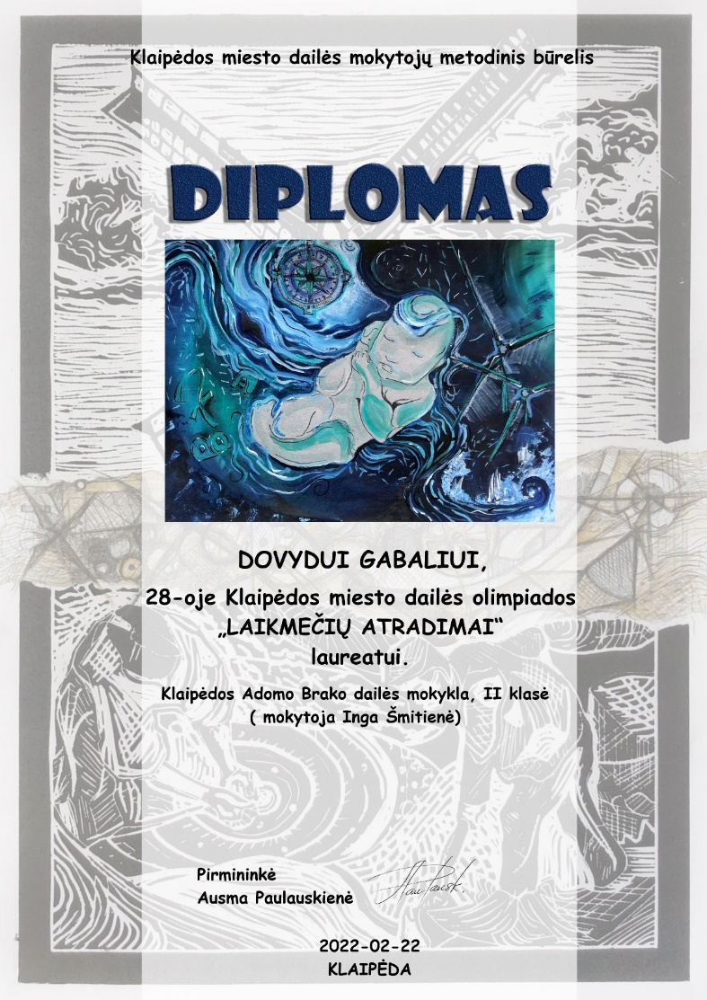 Klaipėdos miesto dailės mokytojų metodinis būrelis
DIPLOMAS
DOVYDUI GABALIUI,
28-oje Klaipėdos miesto dailės olimpiados
„LAIKMEČIŲ ATRADIMAI“
laureatui.
Klaipėdos Adomo Brako dailės mokykla, II klasė
( mokytoja Inga Šmitienė)
Pirmininkė
Ausma Paulauskienė
2022-02-22
KLAIPĖDA